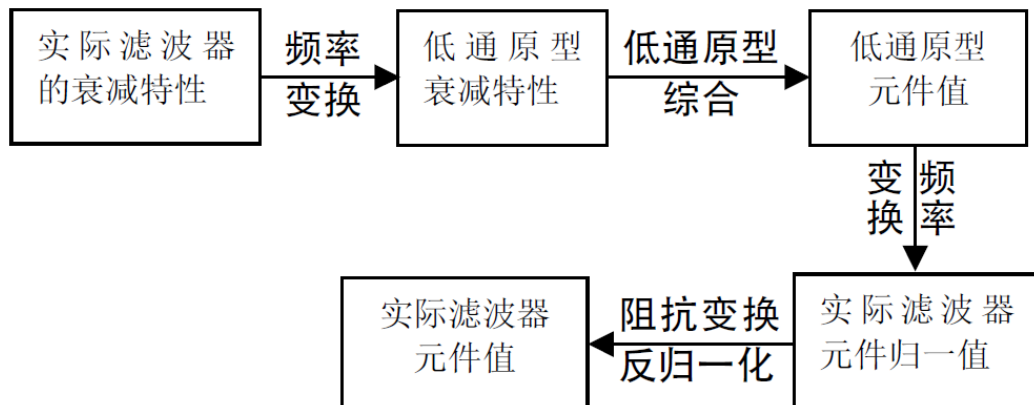 实际滤波器
的衰减特性
频率
变换
低通原型
衰减特性
低通原型
综合
低通原型
元件值
频率
变换
实际滤波器
元件归一值
阻抗变换
反归一化
实际滤波器
元件值